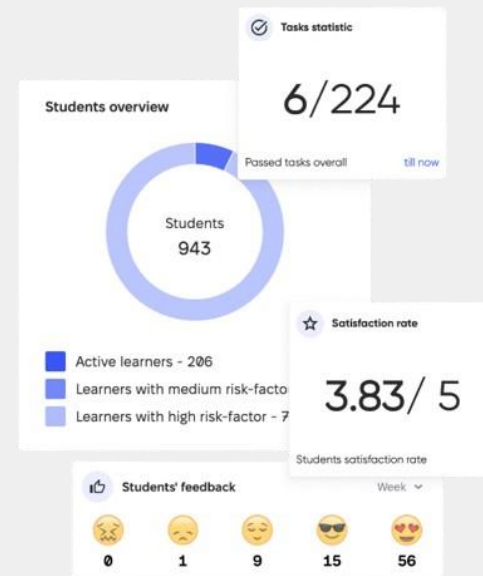 Tasks statistic
6/224
Passed tasks overall till now
Students overview
Students
943
Active learners - 206
Learners with medium risk-facto
Learners with high risk-factor - 7
Satisfaction rate
3.83/ 5
Students satisfaction rate
Students' feedback Week
0 1 9 15 56